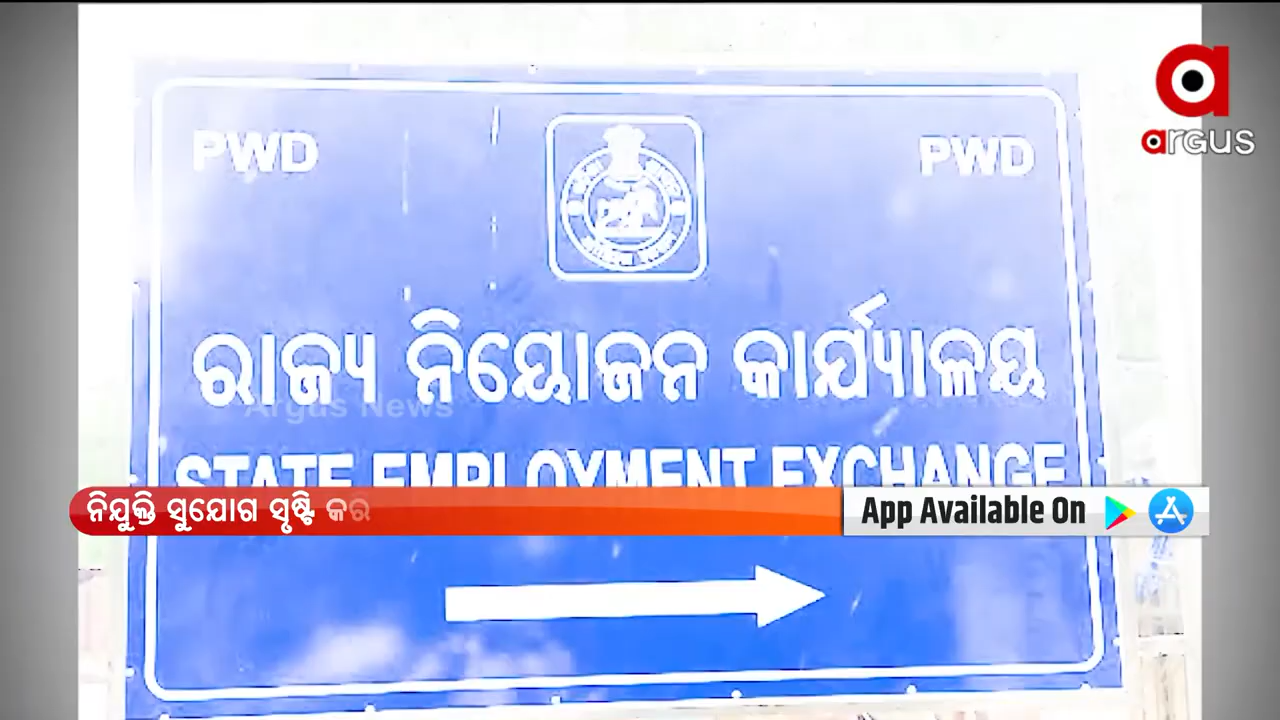 PWD PWD
ରାଜ୍ୟ ନିୟୋଜନ କାର୍ଯ୍ୟାଳୟ
Argus News
STATE EMPLOYMENT EXCHANGE
ନିଯୁକ୍ତି ସୁଯୋଗ ସୃଷ୍ଟି କର
App Available On
argus